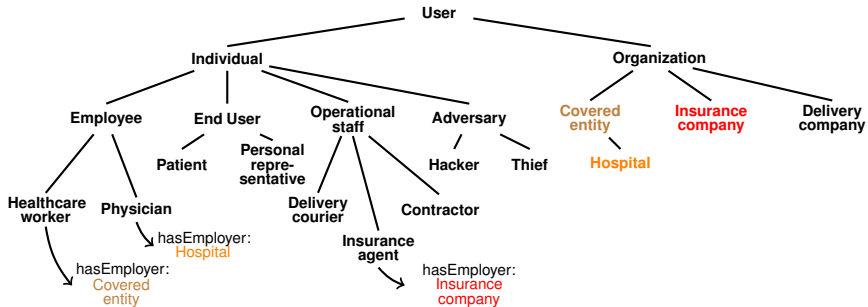 User
Individual
Organization
Employee
End User
Operational
staff
Adversary
Covered
entity
Insurance
company
Delivery
company
Patient
Personal
repre-
sentative
Hacker
Thief
Hospital
Healthcare
worker
Physician
Delivery
courier
Contractor
hasEmployer:
Hospital
Insurance
agent
hasEmployer:
Covered
entity
hasEmployer:
Insurance
company